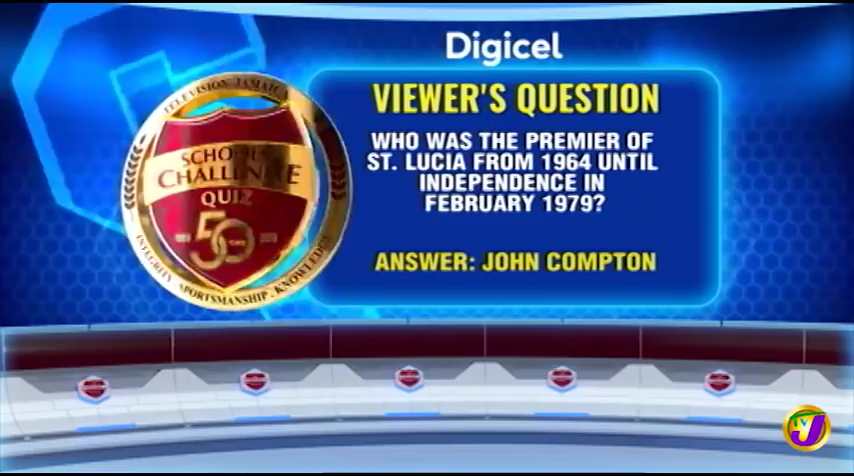 Digicel
VIEWER'S QUESTION
WHO WAS THE PREMIER OF
ST. LUCIA FROM 1964 UNTIL
INDEPENDENCE IN
FEBRUARY 1979?
ANSWER: JOHN COMPTON
TELEVISION JAMAICA
SCHOOLS'
CHALLENGE
QUIZ
50
INTEGRITY . SPORTSMANSHIP . KNOWLEDGE
TVJ